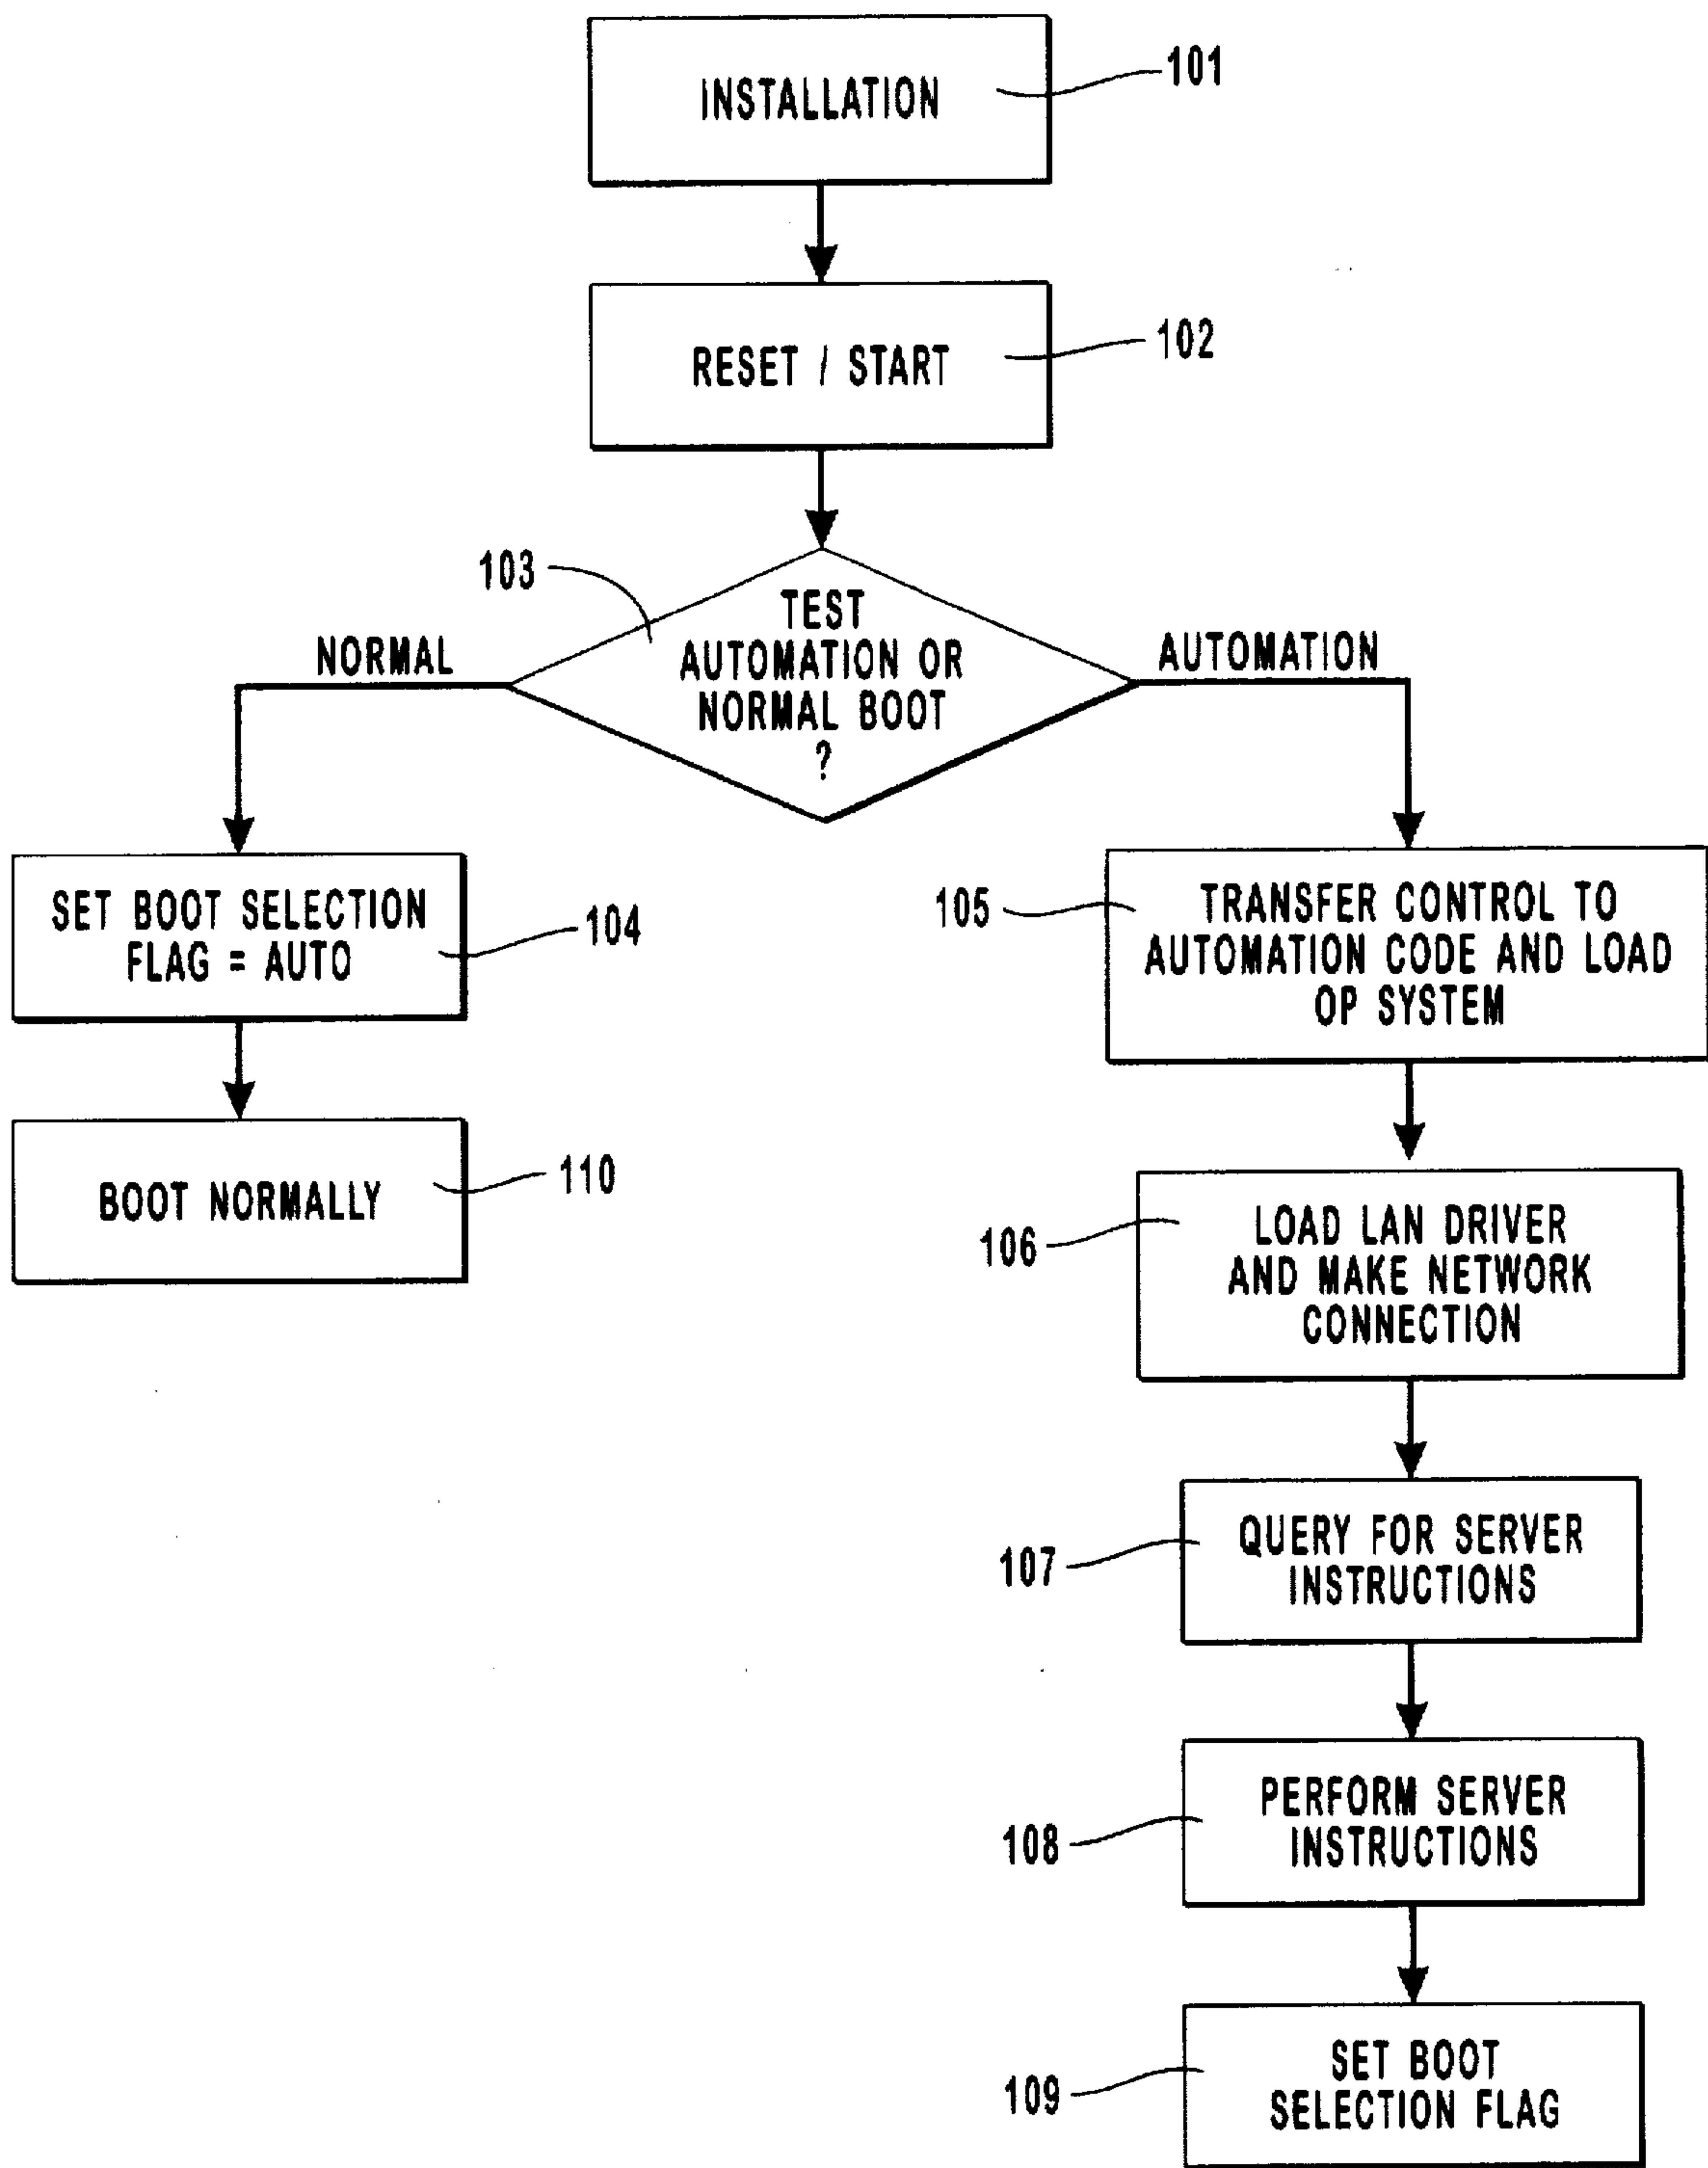 INSTALLATION
101
RESET / START
102
103
TEST
AUTOMATION OR
NORMAL BOOT
?
NORMAL
AUTOMATION
SET BOOT SELECTION
FLAG = AUTO
104
BOOT NORMALLY
110
105
TRANSFER CONTROL TO
AUTOMATION CODE AND LOAD
OP SYSTEM
106
LOAD LAN DRIVER
AND MAKE NETWORK
CONNECTION
107
QUERY FOR SERVER
INSTRUCTIONS
108
PERFORM SERVER
INSTRUCTIONS
109
SET BOOT
SELECTION FLAG